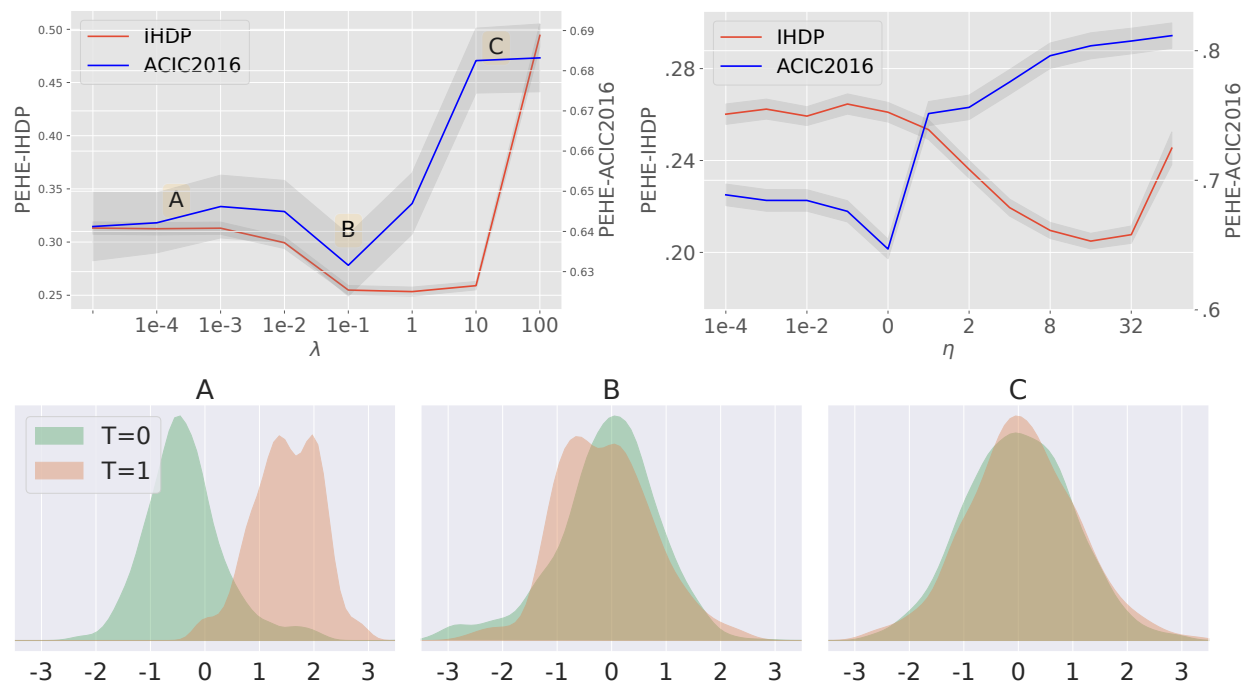 IHDP
ACIC2016
PEHE-IHDP
0.50
0.45
0.40
0.35
0.30
0.25
A
B
C
0.69
0.68
0.67
0.66
0.65
0.64
0.63
PEHE-ACIC2016
1e-4 1e-3 1e-2 1e-1 1 10 100
λ
IHDP
ACIC2016
PEHE-IHDP
.28
.24
.20
.8
.7
.6
PEHE-ACIC2016
1e-4 1e-2 0 2 8 32
η
A
T=0
T=1
-3 -2 -1 0 1 2 3
B
-3 -2 -1 0 1 2 3
C
-3 -2 -1 0 1 2 3